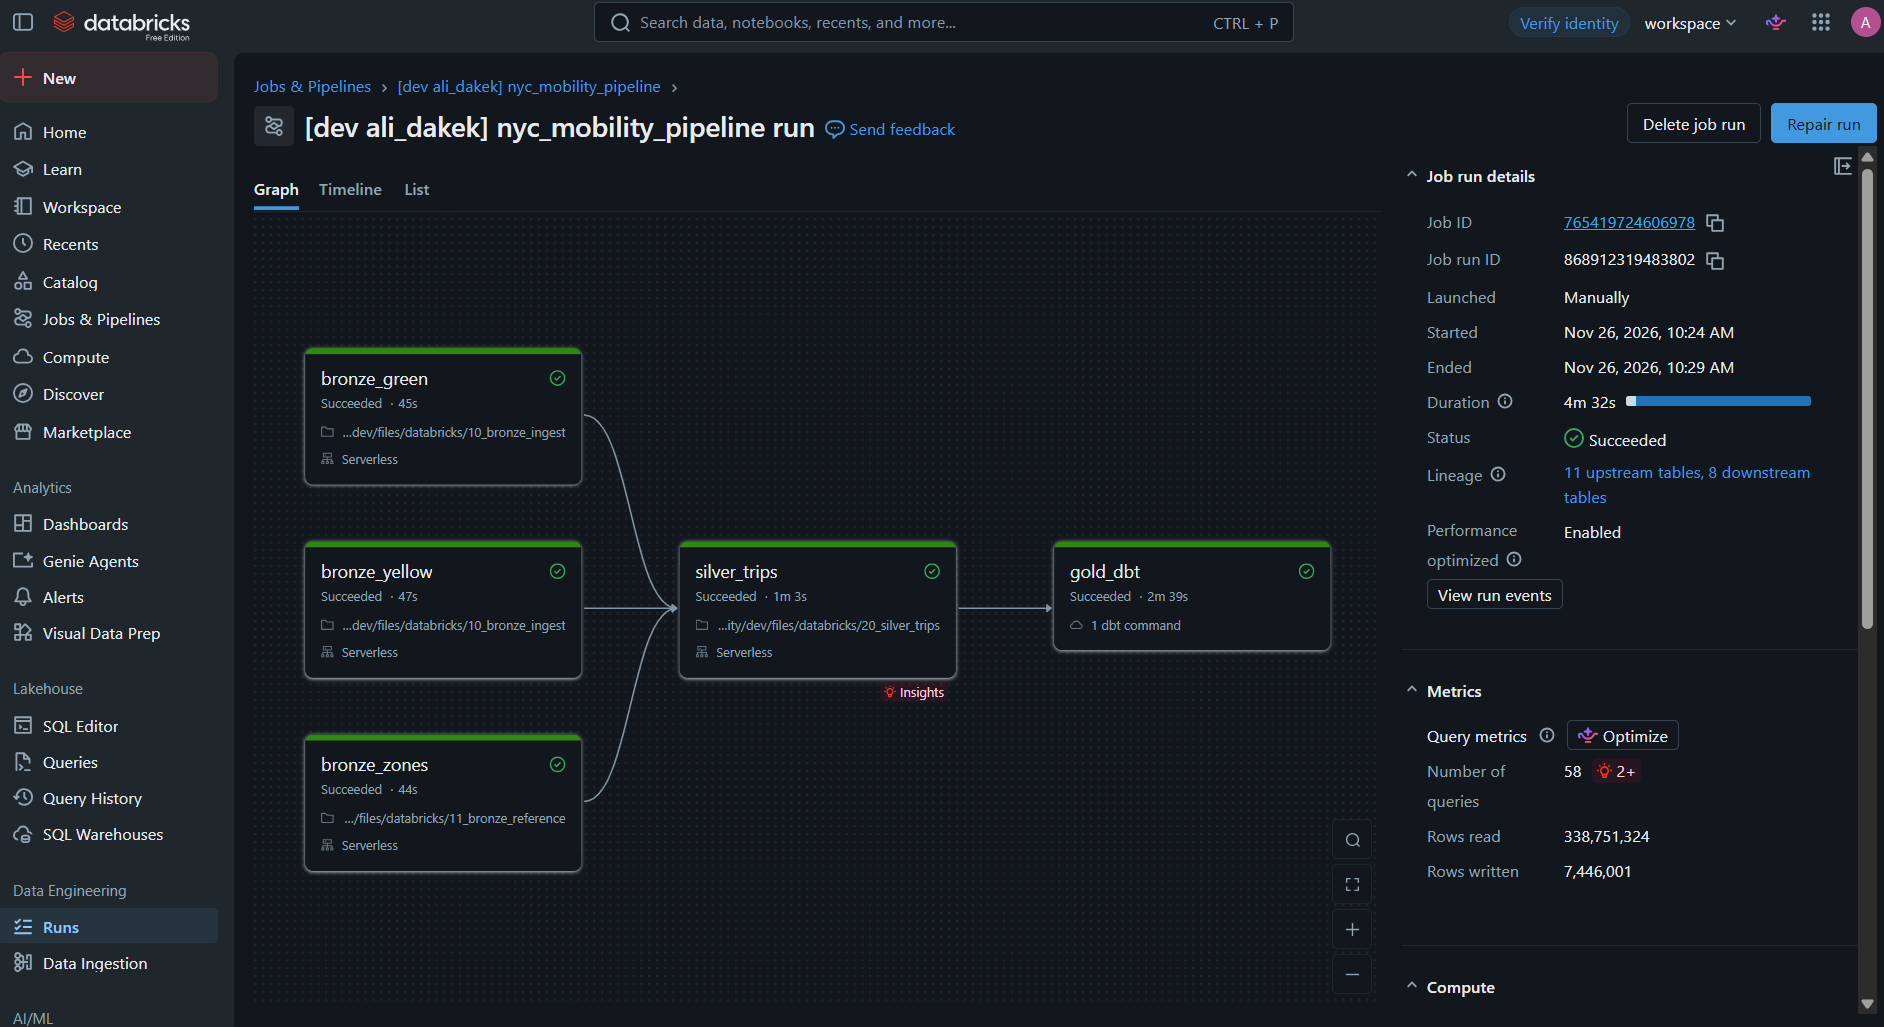 databricks
Free Edition
Search data, notebooks, recents, and more...
CTRL + P
Verify identity
workspace
A
New
Home
Learn
Workspace
Recents
Catalog
Jobs & Pipelines
Compute
Discover
Marketplace
Analytics
Dashboards
Genie Agents
Alerts
Visual Data Prep
Lakehouse
SQL Editor
Queries
Query History
SQL Warehouses
Data Engineering
Runs
Data Ingestion
AI/ML
Jobs & Pipelines › [dev ali_dakek] nyc_mobility_pipeline ›
[dev ali_dakek] nyc_mobility_pipeline run
Send feedback
Delete job run
Repair run
Graph
Timeline
List
bronze_green
Succeeded · 45s
...dev/files/databricks/10_bronze_ingest
Serverless
bronze_yellow
Succeeded · 47s
...dev/files/databricks/10_bronze_ingest
Serverless
bronze_zones
Succeeded · 44s
.../files/databricks/11_bronze_reference
Serverless
silver_trips
Succeeded · 1m 3s
...ity/dev/files/databricks/20_silver_trips
Serverless
Insights
gold_dbt
Succeeded · 2m 39s
1 dbt command
Job run details
Job ID 765419724606978
Job run ID 868912319483802
Launched Manually
Started Nov 26, 2026, 10:24 AM
Ended Nov 26, 2026, 10:29 AM
Duration 4m 32s
Status Succeeded
Lineage 11 upstream tables, 8 downstream
tables
Performance
optimized
Enabled
View run events
Metrics
Query metrics Optimize
Number of
queries
58 2+
Rows read 338,751,324
Rows written 7,446,001
Compute